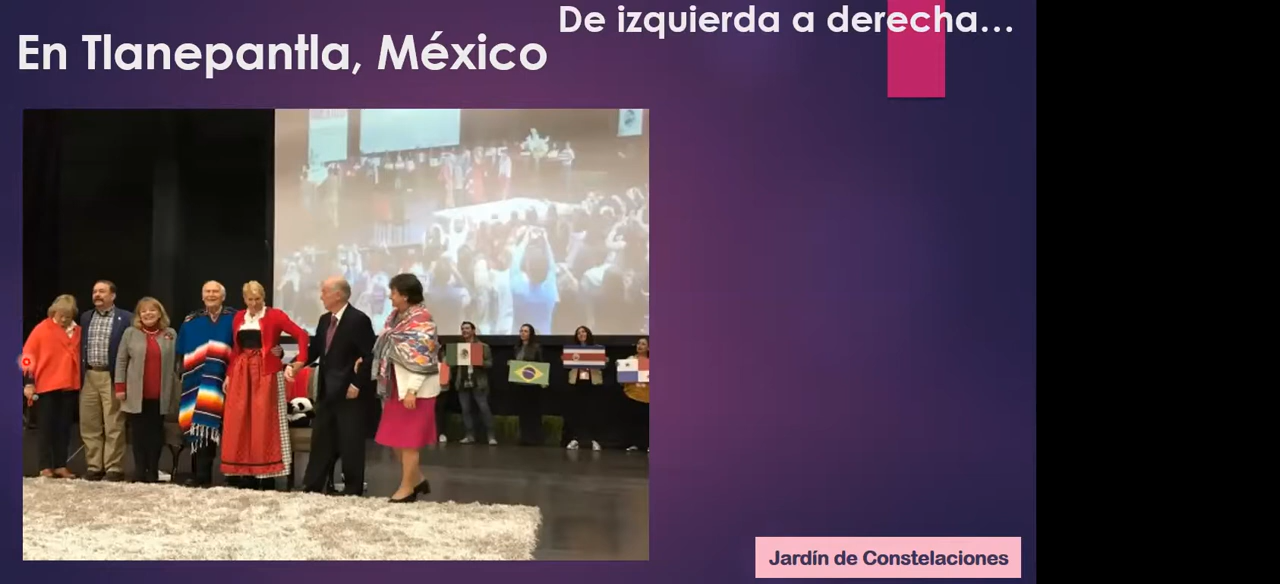 De izquierda a derecha…
En Tlanepantla, México
Jardín de Constelaciones